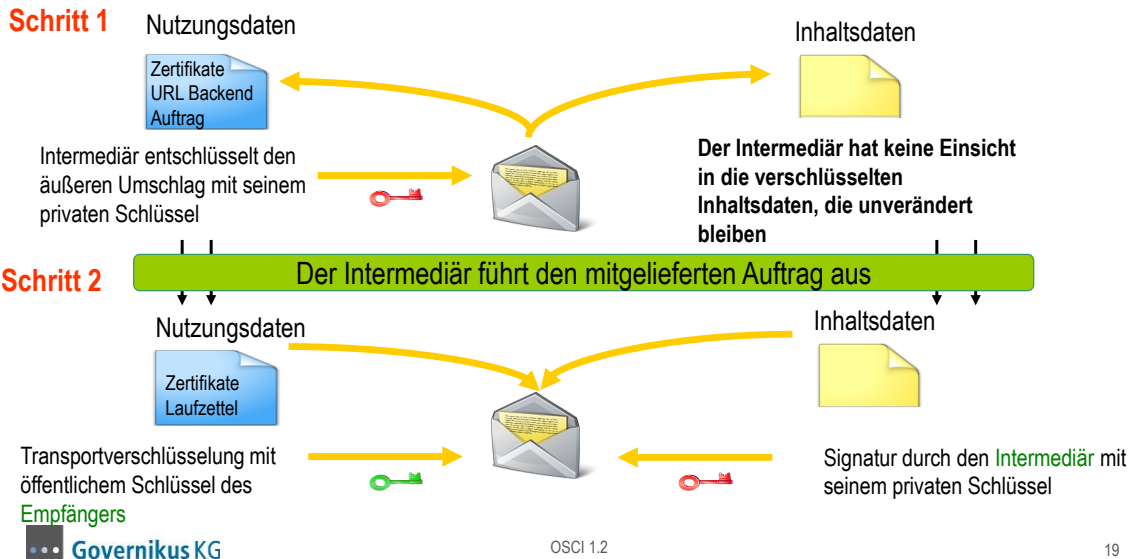 Schritt 1
Nutzungsdaten
Inhaltsdaten
Zertifikate
URL Backend
Auftrag
Intermediär entschlüsselt den
äußeren Umschlag mit seinem
privaten Schlüssel
Der Intermediär hat keine Einsicht
in die verschlüsselten
Inhaltsdaten, die unverändert
bleiben
Schritt 2
Der Intermediär führt den mitgelieferten Auftrag aus
Nutzungsdaten
Inhaltsdaten
Zertifikate
Laufzettel
Transportverschlüsselung mit
öffentlichem Schlüssel des
Empfängers
Signatur durch den Intermediär mit
seinem privaten Schlüssel
Governikus KG
OSCI 1.2
19